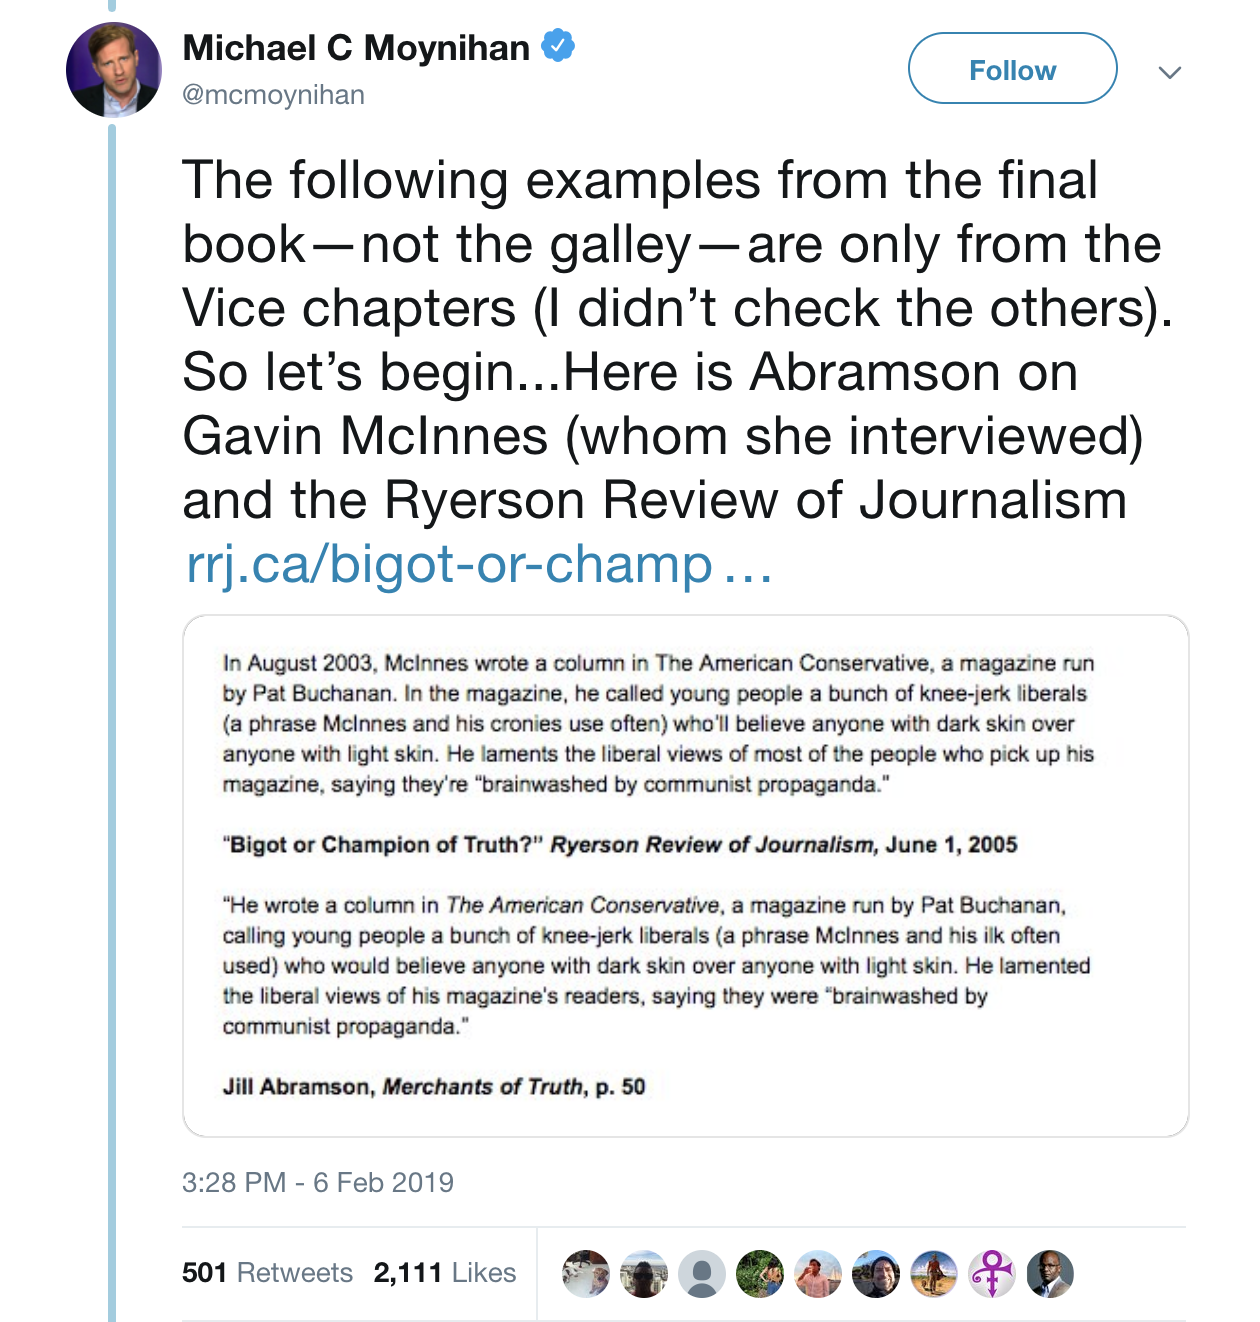 Michael C Moynihan
@mcmoynihan
Follow
The following examples from the final
book—not the galley—are only from the
Vice chapters (I didn’t check the others).
So let’s begin...Here is Abramson on
Gavin McInnes (whom she interviewed)
and the Ryerson Review of Journalism
rrj.ca/bigot-or-champ …
In August 2003, McInnes wrote a column in The American Conservative, a magazine run
by Pat Buchanan. In the magazine, he called young people a bunch of knee-jerk liberals
(a phrase McInnes and his cronies use often) who'll believe anyone with dark skin over
anyone with light skin. He laments the liberal views of most of the people who pick up his
magazine, saying they're "brainwashed by communist propaganda."
“Bigot or Champion of Truth?” Ryerson Review of Journalism, June 1, 2005
“He wrote a column in The American Conservative, a magazine run by Pat Buchanan,
calling young people a bunch of knee-jerk liberals (a phrase McInnes and his ilk often
used) who would believe anyone with dark skin over anyone with light skin. He lamented
the liberal views of his magazine's readers, saying they were “brainwashed by
communist propaganda.”
Jill Abramson, Merchants of Truth, p. 50
3:28 PM - 6 Feb 2019
501 Retweets 2,111 Likes